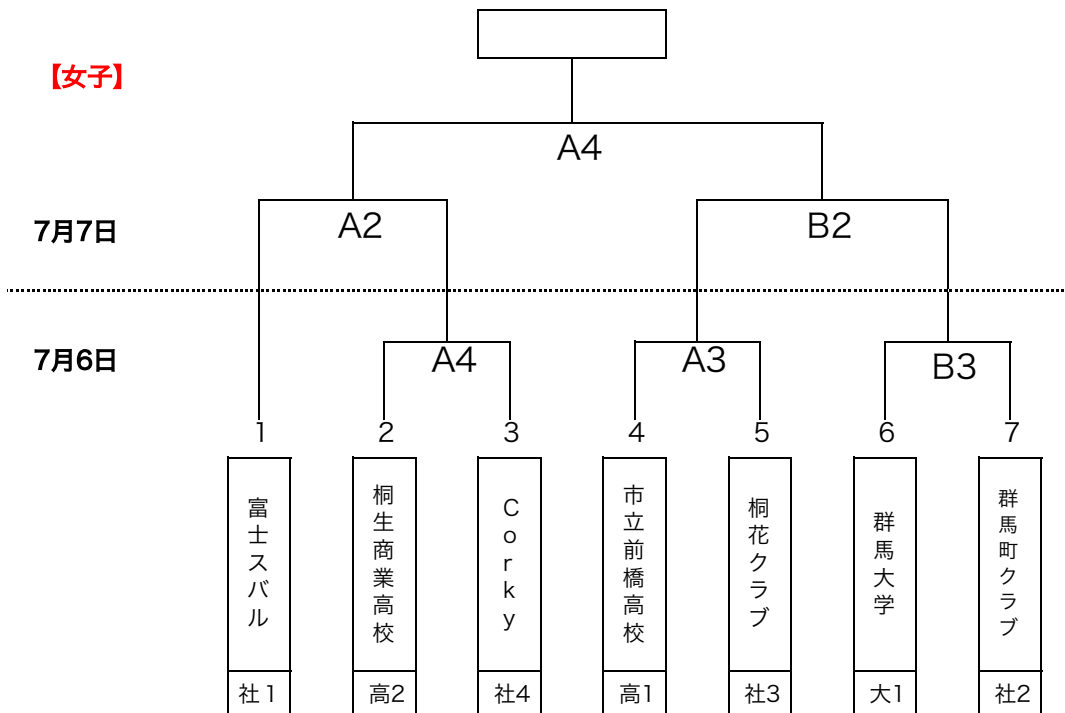 【女子】
A4
7月7日
A2
B2
7月6日
A4
A3
B3
1
2
3
4
5
6
7
富士スバル
桐生商業高校
Corky
市立前橋高校
桐花クラブ
群馬大学
群馬町クラブ
社1
高2
社4
高1
社3
大1
社2